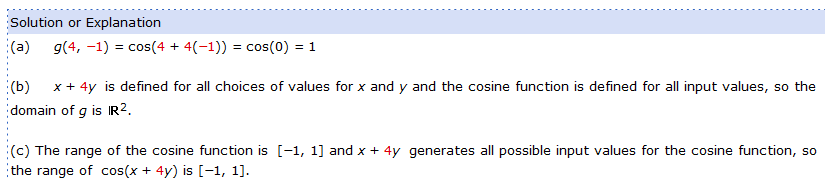 Solution or Explanation
(a) g(4, −1) = cos(4 + 4(−1)) = cos(0) = 1
(b) x + 4y is defined for all choices of values for x and y and the cosine function is defined for all input values, so the
domain of g is ℝ².
(c) The range of the cosine function is [−1, 1] and x + 4y generates all possible input values for the cosine function, so
the range of cos(x + 4y) is [−1, 1].